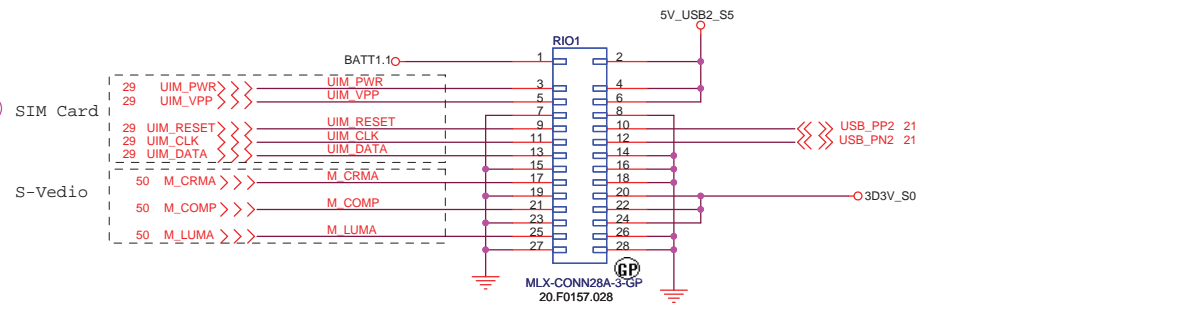 5V_USB2_S5
RIO1
BATT1.1 1 2
29 UIM_PWR UIM_PWR 3 4
29 UIM_VPP UIM_VPP 5 6
SIM Card 7 8
29 UIM_RESET UIM_RESET 9 10 USB_PP2 21
29 UIM_CLK UIM_CLK 11 12 USB_PN2 21
29 UIM_DATA UIM_DATA 13 14
15 16
50 M_CRMA M_CRMA 17 18
S-Vedio 19 20 3D3V_S0
50 M_COMP M_COMP 21 22
23 24
50 M_LUMA M_LUMA 25 26
27 28
GP
MLX-CONN28A-3-GP
20.F0157.028